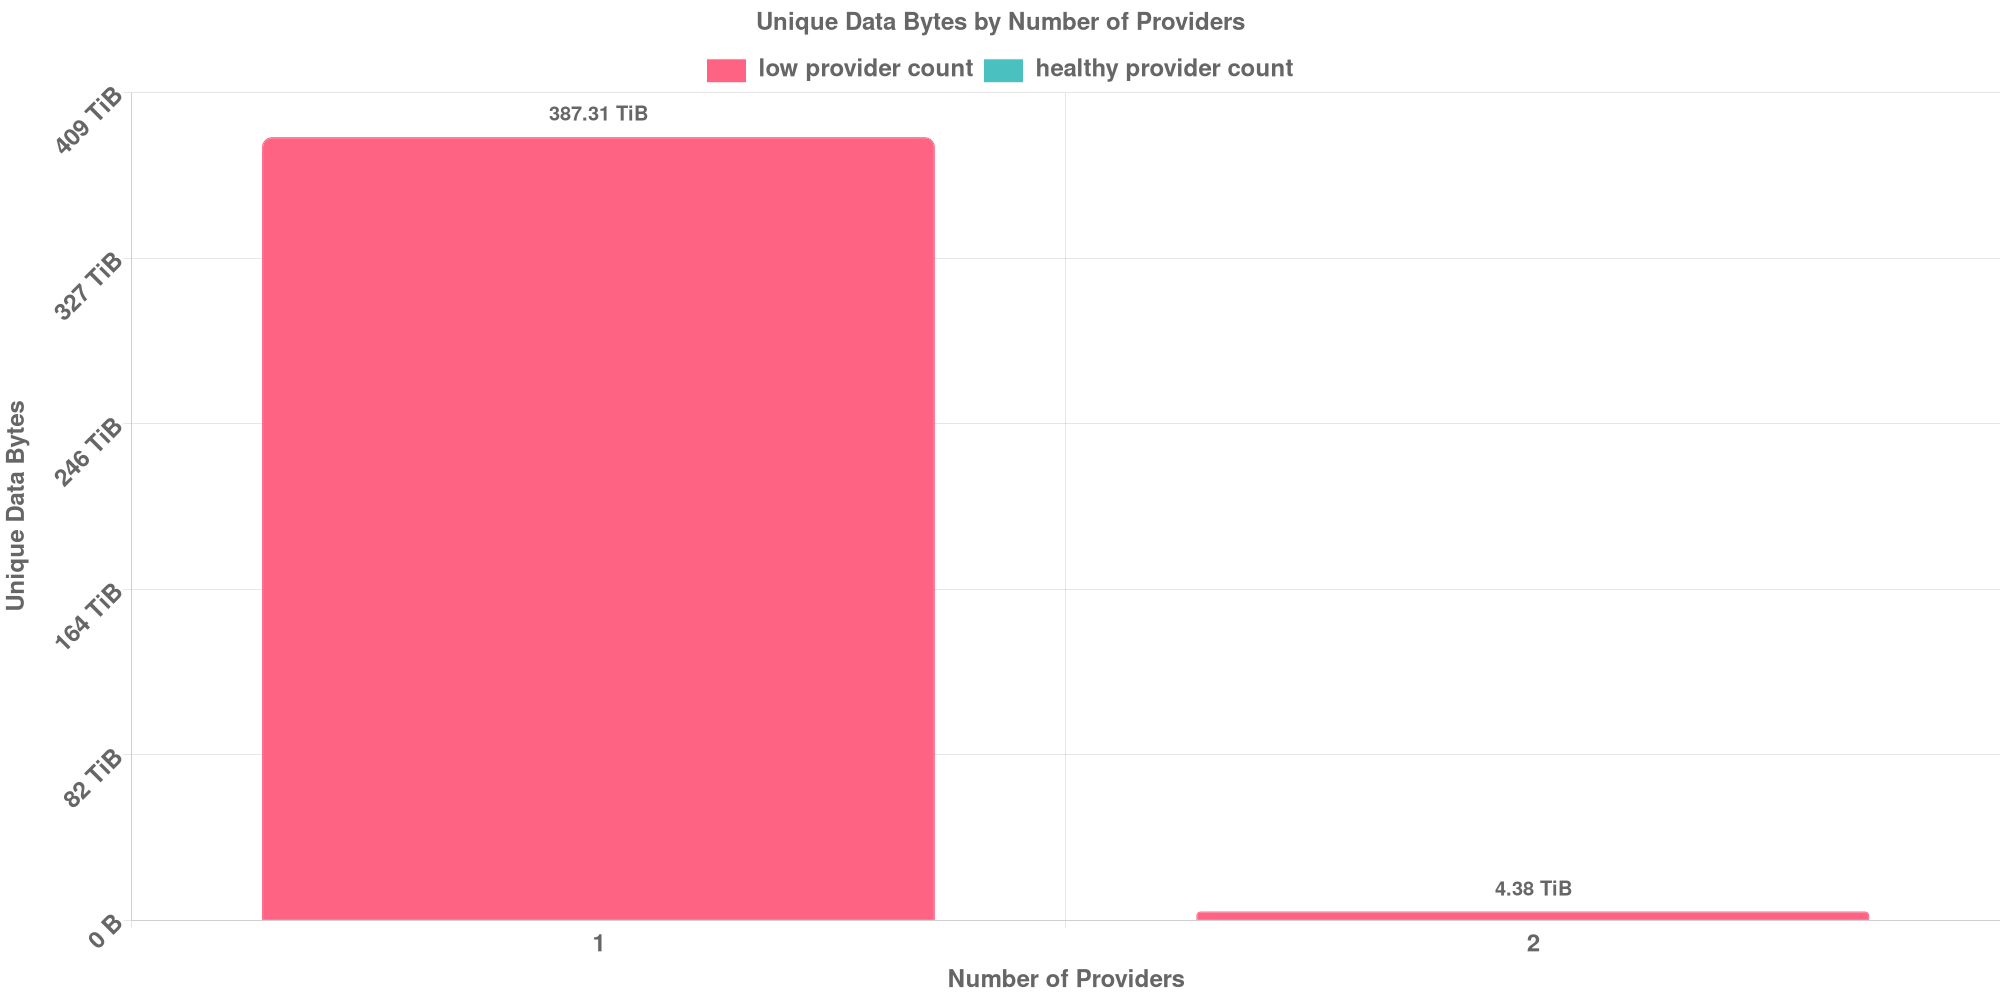 Unique Data Bytes by Number of Providers
low provider count
healthy provider count
409 TiB
327 TiB
246 TiB
164 TiB
82 TiB
0 B
Unique Data Bytes
387.31 TiB
4.38 TiB
1
2
Number of Providers